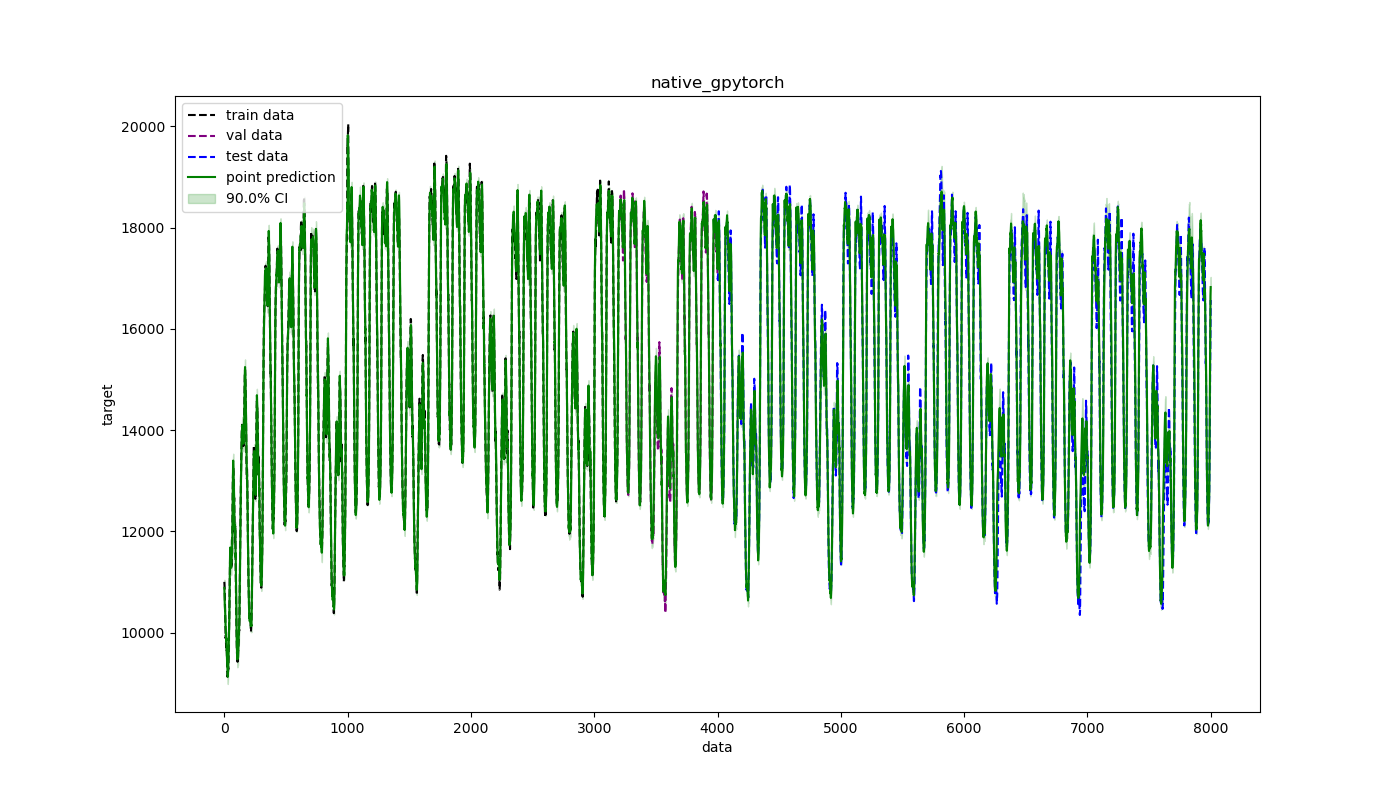 native_gpytorch
train data
val data
test data
point prediction
90.0% CI
20000
18000
16000
14000
12000
10000
target
0 1000 2000 3000 4000 5000 6000 7000 8000
data